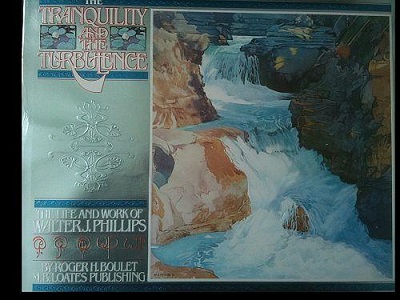 THE
TRANQUILITY
AND THE
TURBULENCE
THE LIFE AND WORK OF
WALTER J. PHILLIPS
BY ROGER H. BOULET
M.B. LOATES PUBLISHING